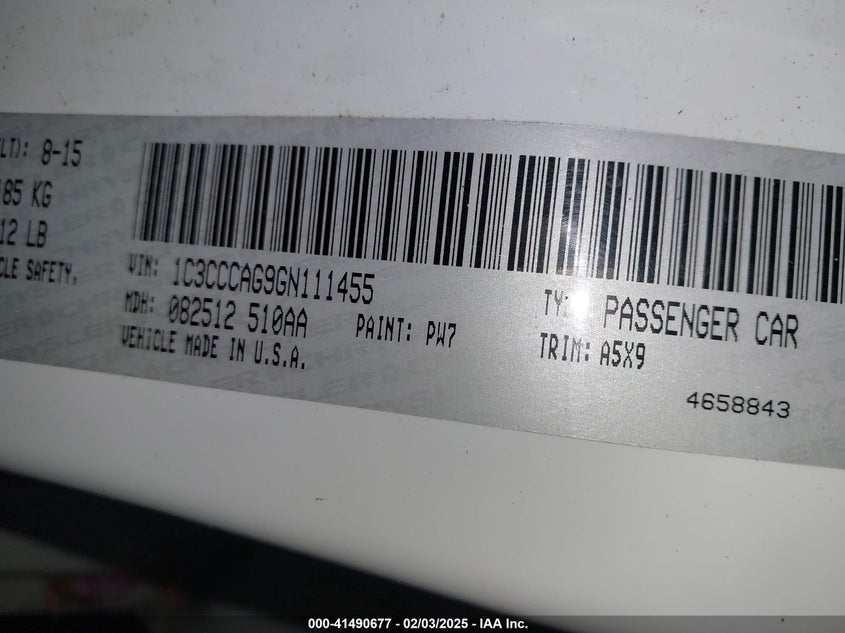 LT): 8-15
85 KG
12 LB
CLE SAFETY,
VIN: 1C3CCCAG9GN111455
MDH: 082512 510AA
PAINT: PW7
VEHICLE MADE IN U.S.A.
TY PASSENGER CAR
TRIM: A5X9
4658843
000-41490677 - 02/03/2025 - IAA Inc.